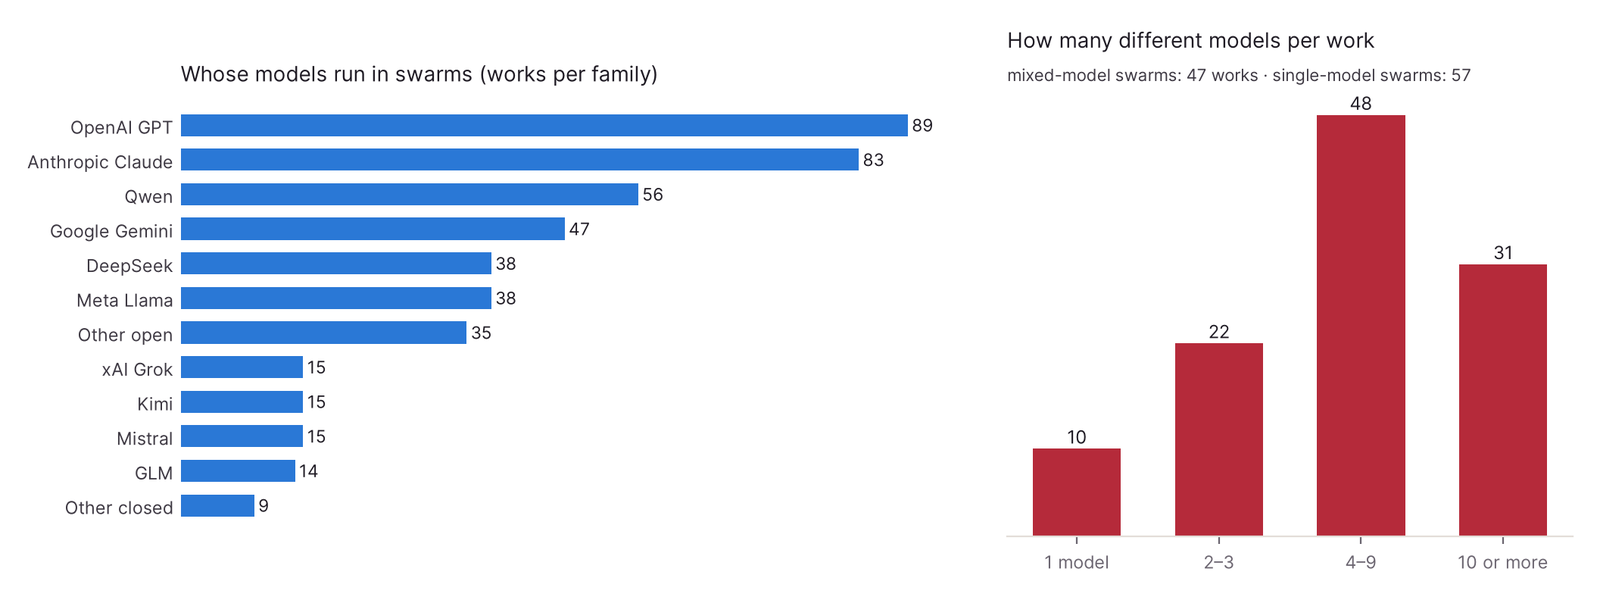 Whose models run in swarms (works per family)
OpenAI GPT 89
Anthropic Claude 83
Qwen 56
Google Gemini 47
DeepSeek 38
Meta Llama 38
Other open 35
xAI Grok 15
Kimi 15
Mistral 15
GLM 14
Other closed 9
How many different models per work
mixed-model swarms: 47 works · single-model swarms: 57
10 22 48 31
1 model 2–3 4–9 10 or more